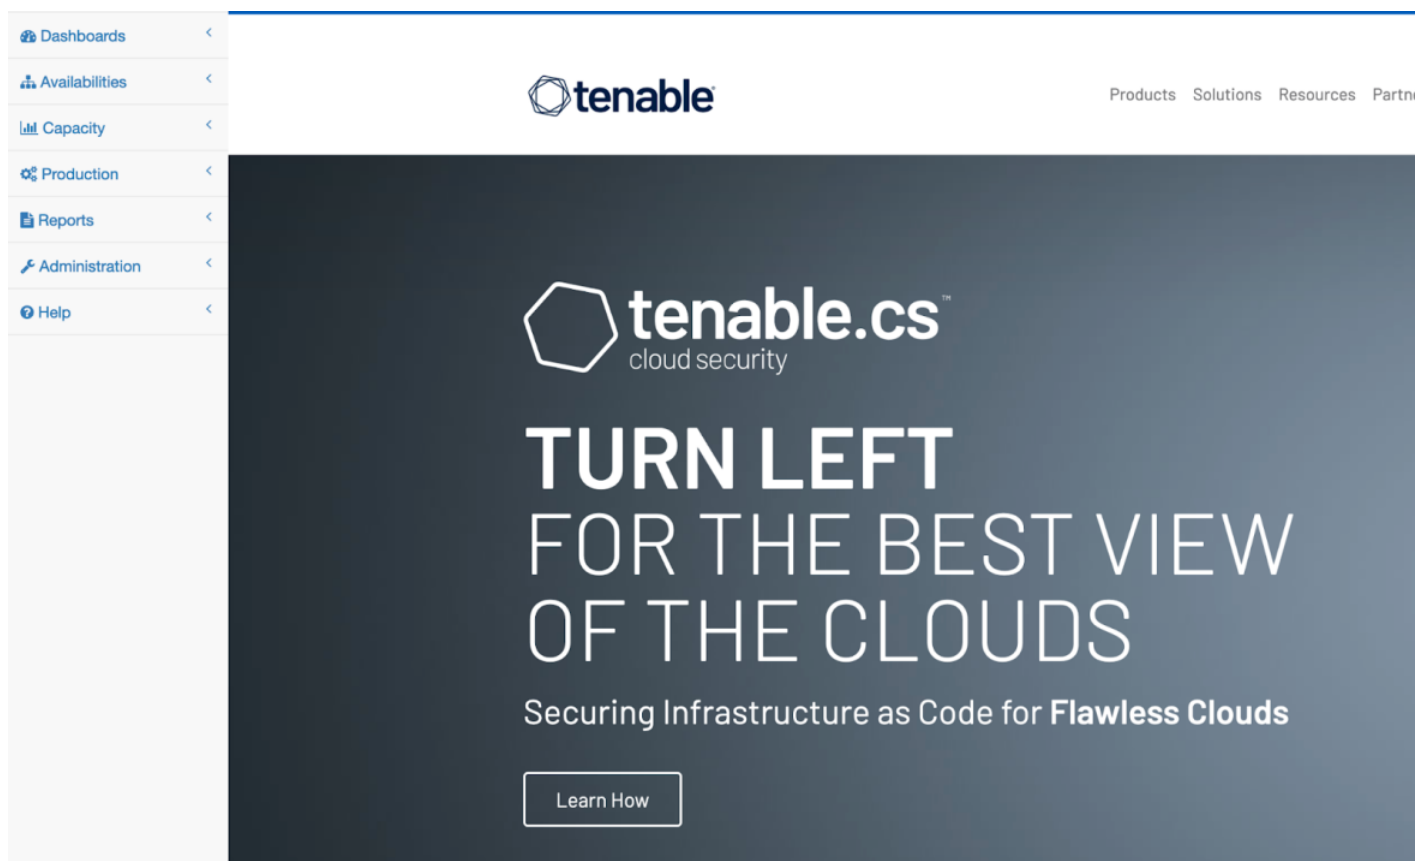 Dashboards
Availabilities
Capacity
Production
Reports
Administration
Help
tenable
Products Solutions Resources
tenable.cs™
cloud security
TURN LEFT
FOR THE BEST VIEW
OF THE CLOUDS
Securing Infrastructure as Code for Flawless Clouds
Learn How